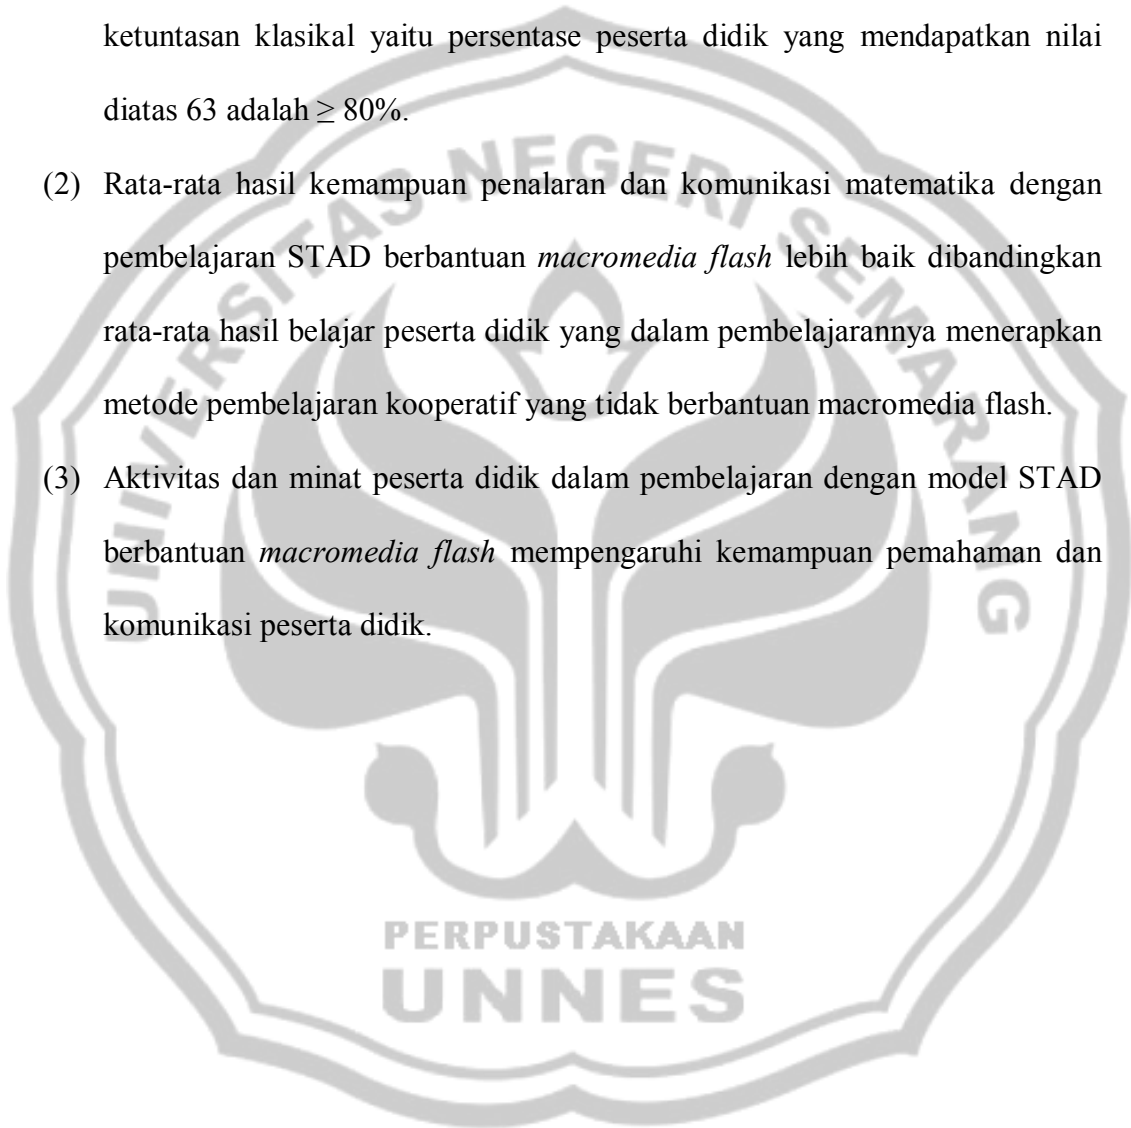 ketuntasan klasikal yaitu persentase peserta didik yang mendapatkan nilai
diatas 63 adalah ≥ 80%.
(2) Rata-rata hasil kemampuan penalaran dan komunikasi matematika dengan
pembelajaran STAD berbantuan macromedia flash lebih baik dibandingkan
rata-rata hasil belajar peserta didik yang dalam pembelajarannya menerapkan
metode pembelajaran kooperatif yang tidak berbantuan macromedia flash.
(3) Aktivitas dan minat peserta didik dalam pembelajaran dengan model STAD
berbantuan macromedia flash mempengaruhi kemampuan pemahaman dan
komunikasi peserta didik.
UNIVERSITAS NEGERI SEMARANG
PERPUSTAKAAN
UNNES